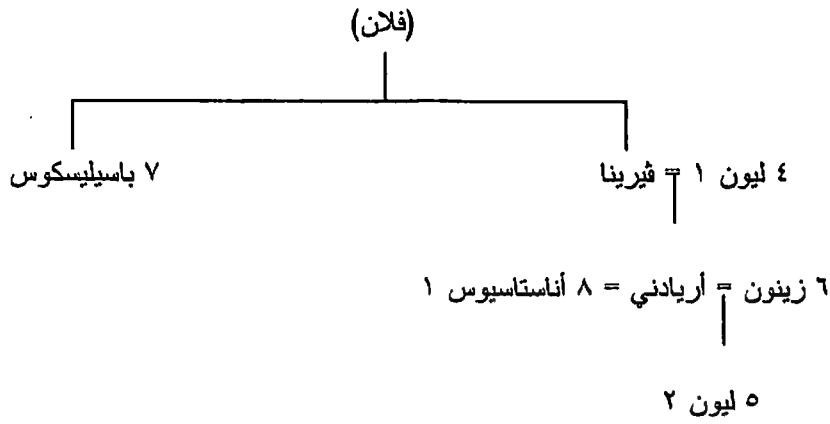 (فلان)
٤ ليون ١ = ڤيرينا ٧ باسيليسكوس
٦ زينون = أريادني = ٨ أناستاسيوس ١
٥ ليون ٢